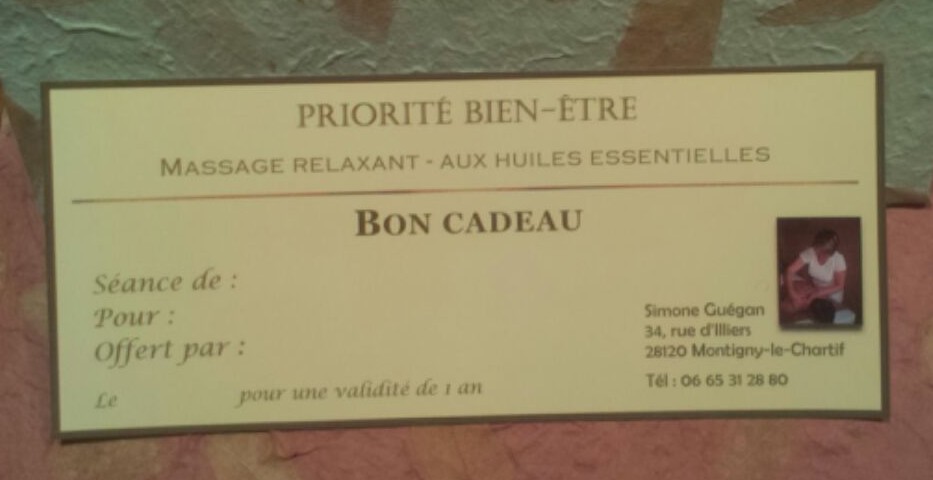 PRIORITÉ BIEN-ÊTRE
MASSAGE RELAXANT - AUX HUILES ESSENTIELLES
BON CADEAU
Séance de :
Pour :
Offert par :
Le pour une validité de 1 an
Simone Guégan
34, rue d'Illiers
28120 Montigny-le-Chartif
Tél : 06 65 31 28 80